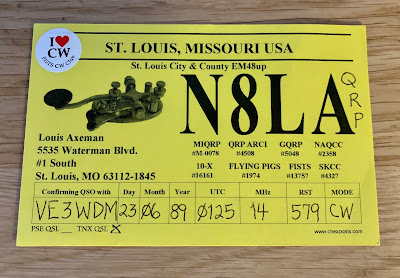 I ♥ CW
FISTS CW Club
ST. LOUIS, MISSOURI USA
St. Louis City & County EM48up
N8LA QRP
Louis Axeman
5535 Waterman Blvd.
#1 South
St. Louis, MO 63112-1845
MIQRP QRP ARCI GQRP NAQCC
#M-0078 #4508 #5048 #2358
10-X FLYING PIGS FISTS SKCC
#16161 #1974 #13757 #4327
Confirming QSO with Day Month Year UTC MHz RST MODE
VE3WDM 23 06 89 0125 14 579 CW
PSE QSL __ TNX QSL X
www.cheapqsls.com